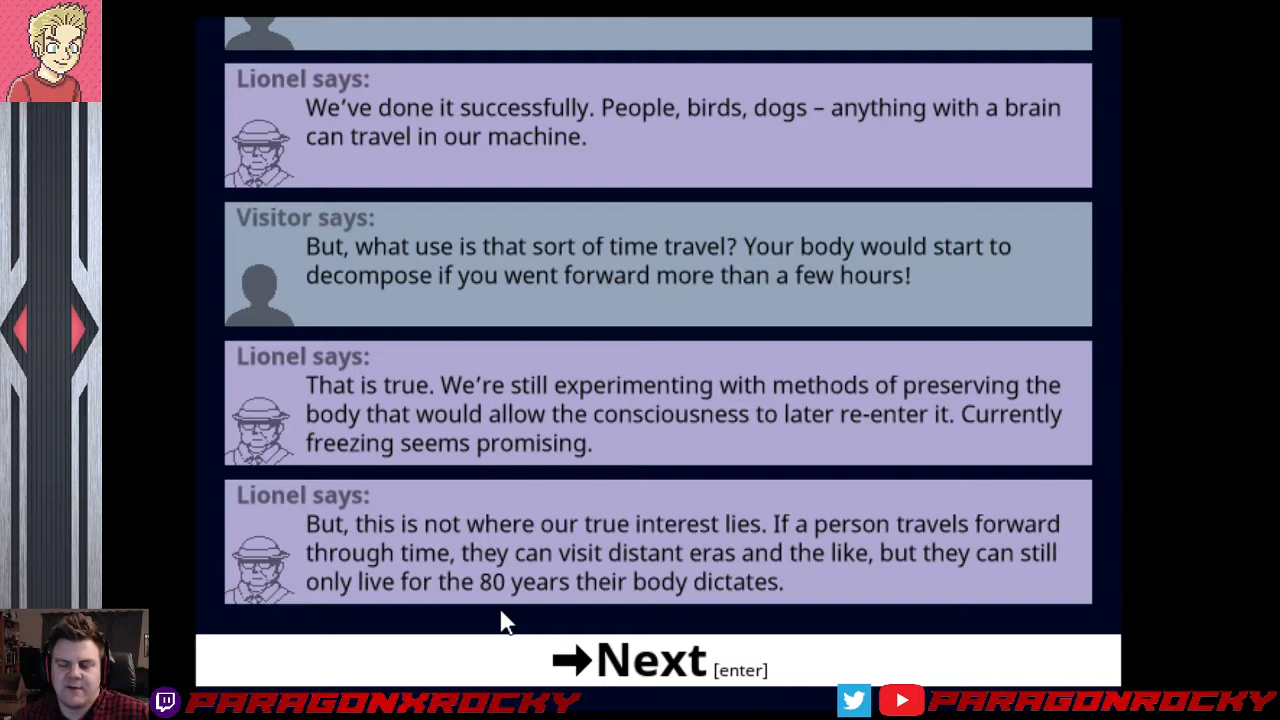 Lionel says:
We’ve done it successfully. People, birds, dogs – anything with a brain
can travel in our machine.
Visitor says:
But, what use is that sort of time travel? Your body would start to
decompose if you went forward more than a few hours!
Lionel says:
That is true. We’re still experimenting with methods of preserving the
body that would allow the consciousness to later re-enter it. Currently
freezing seems promising.
Lionel says:
But, this is not where our true interest lies. If a person travels forward
through time, they can visit distant eras and the like, but they can still
only live for the 80 years their body dictates.
➡Next [enter]
PARAGONXROCKY
PARAGONXROCKY